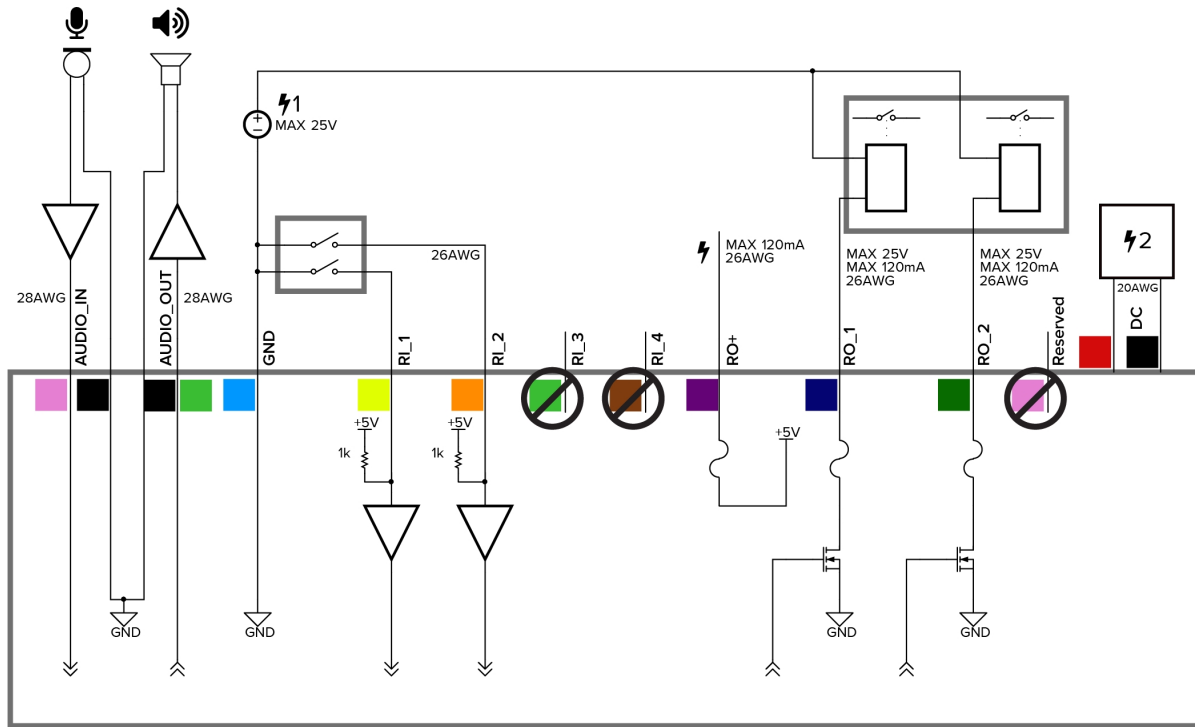 1
MAX 25V
26AWG
MAX 120mA
26AWG
MAX 25V
MAX 120mA
26AWG
MAX 25V
MAX 120mA
26AWG
2
20AWG
28AWG
AUDIO_IN
AUDIO_OUT
28AWG
GND
RI_1
RI_2
RI_3
RI_4
RO+
RO_1
RO_2
Reserved
DC
+5V
1k
+5V
1k
+5V
GND
GND
GND
GND